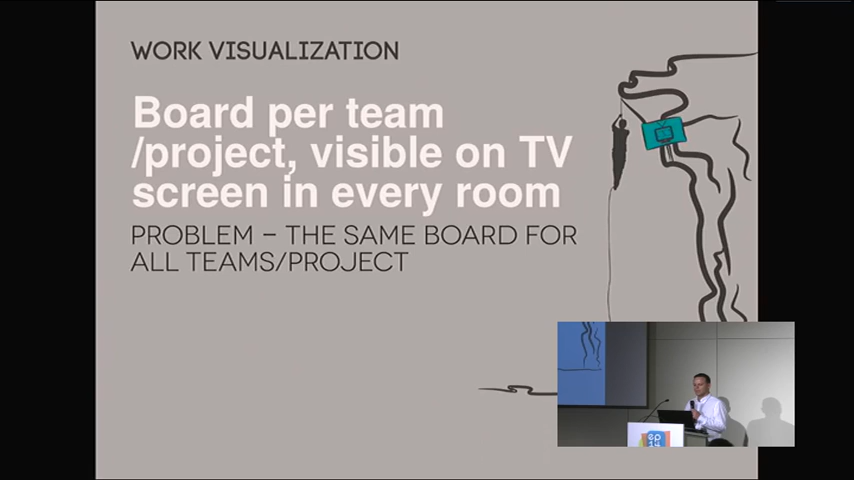 WORK VISUALIZATION
Board per team
/project, visible on TV
screen in every room
PROBLEM – THE SAME BOARD FOR
ALL TEAMS/PROJECT